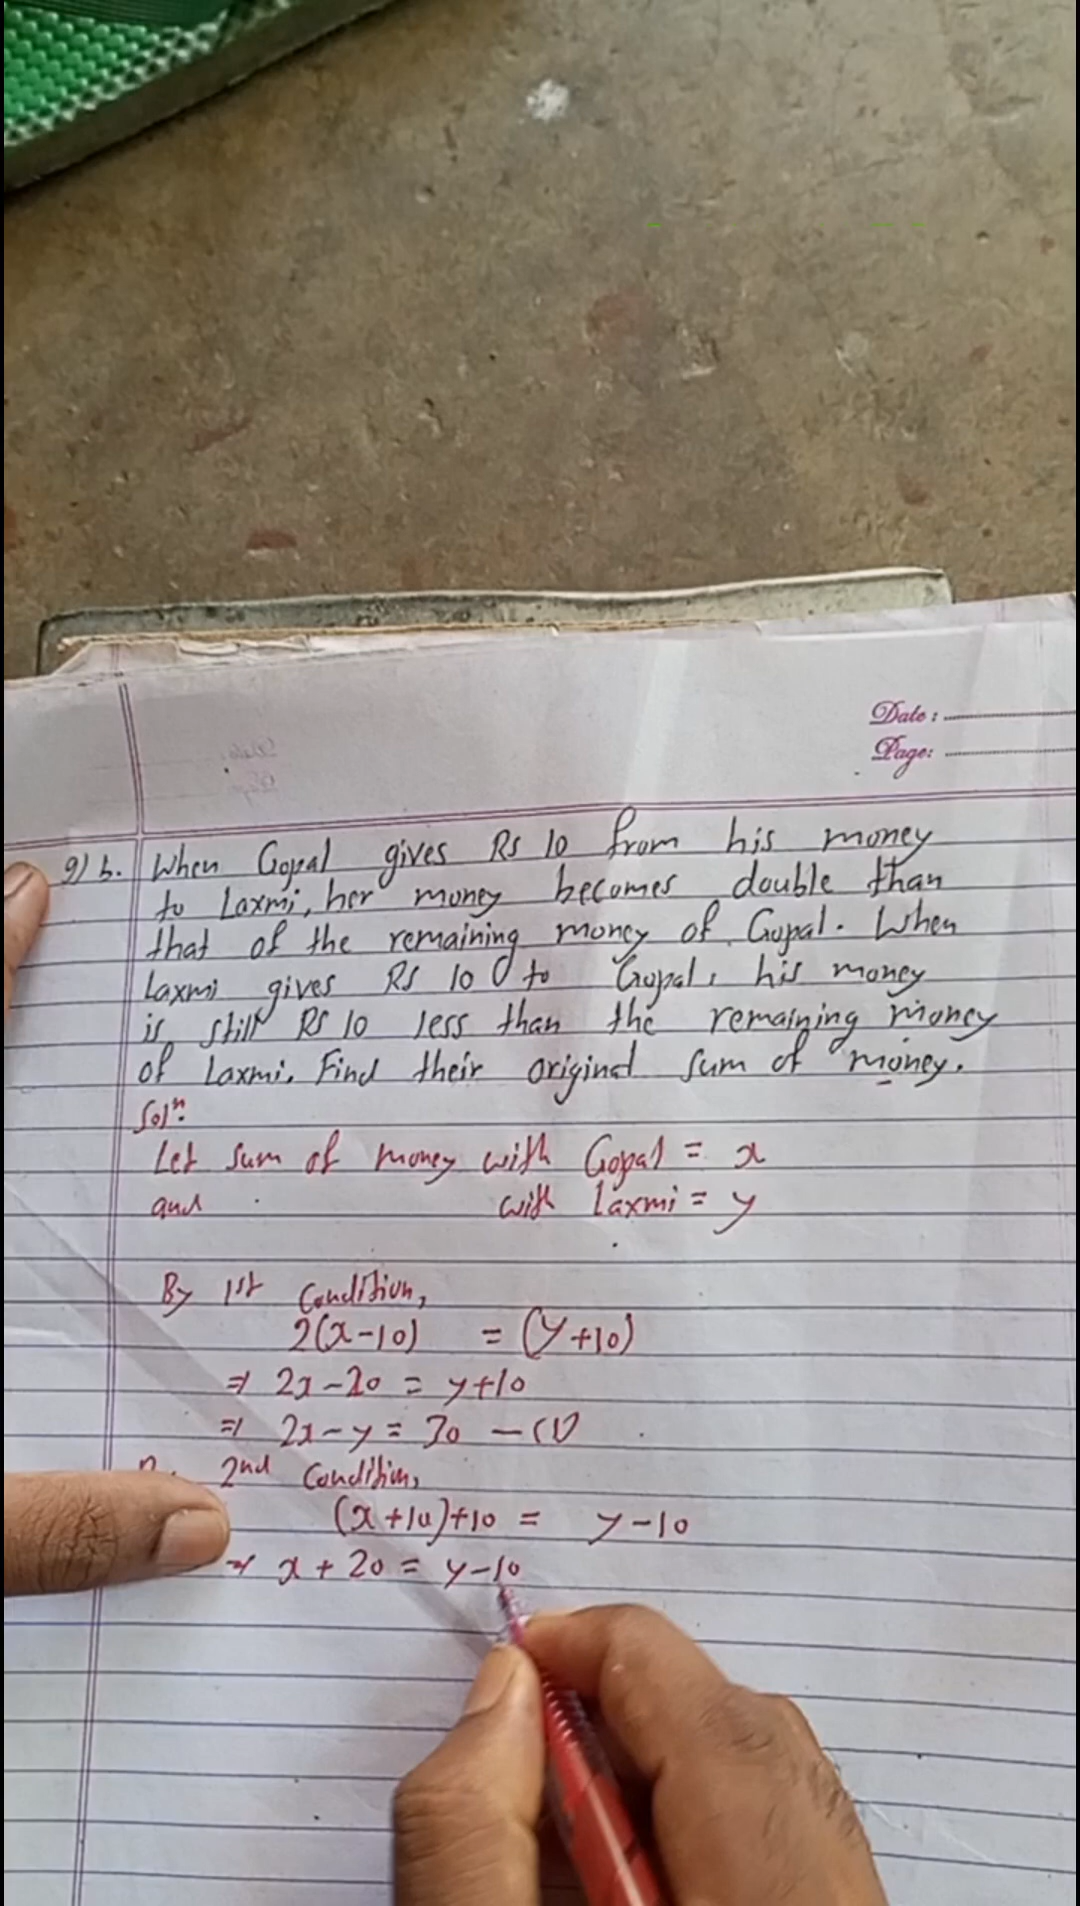 Date :
Page:
9) b. When Gopal gives Rs 10 from his money
to Laxmi, her money becomes double than
that of the remaining money of Gopal. When
Laxmi gives Rs 10 to Gopal, his money
is still Rs 10 less than the remaining money
of Laxmi. Find their original sum of money.
Solⁿ:
Let sum of money with Gopal = x
and with Laxmi = y
By 1st Condition,
2(x-10) = (y+10)
⇒ 2x-20 = y+10
⇒ 2x-y = 30 -(1)
2nd Condition,
(x+10)+10 = y-10
⇒ x + 20 = y-10